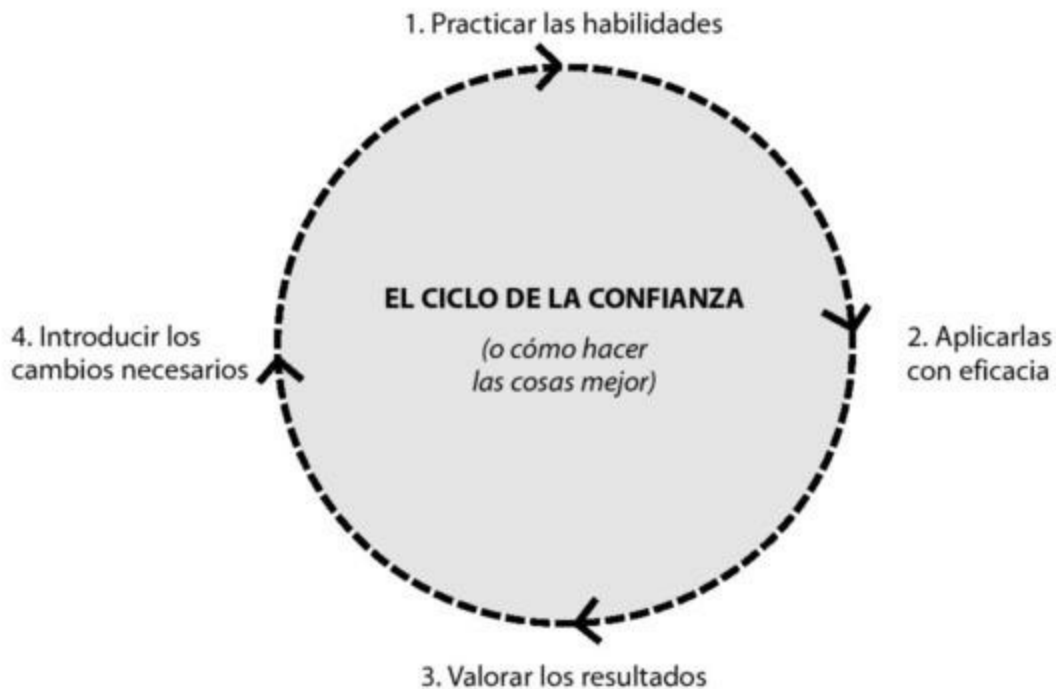 1. Practicar las habilidades
EL CICLO DE LA CONFIANZA
(o cómo hacer
las cosas mejor)
2. Aplicarlas
con eficacia
3. Valorar los resultados
4. Introducir los
cambios necesarios